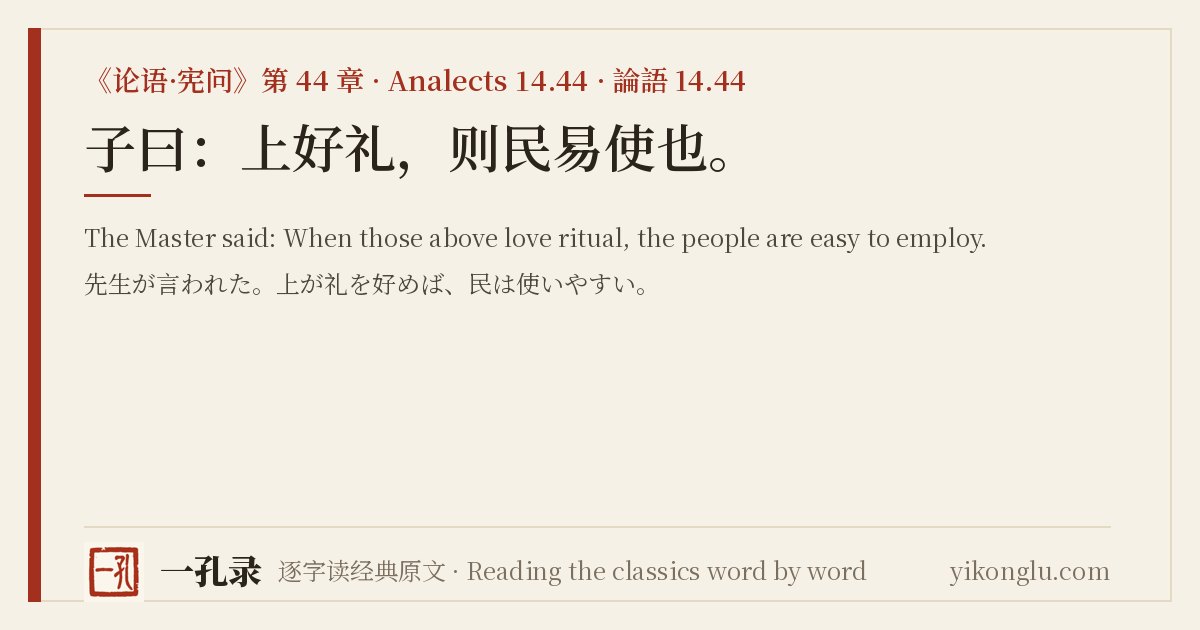 《论语·宪问》第 44 章 · Analects 14.44 · 論語 14.44
子曰：上好礼，则民易使也。
The Master said: When those above love ritual, the people are easy to employ.
先生が言われた。上が礼を好めば、民は使いやすい。
一孔
一孔录 逐字读经典原文 · Reading the classics word by word yikonglu.com